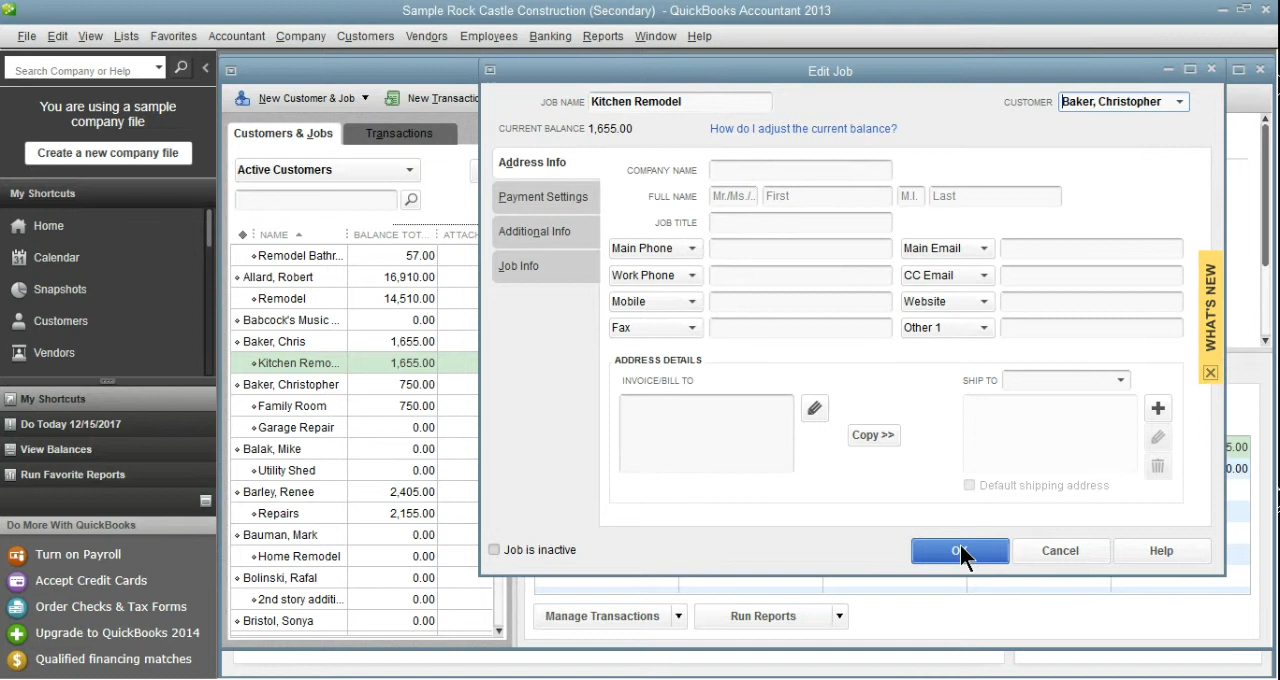 Sample Rock Castle Construction (Secondary) - QuickBooks Accountant 2013
File Edit View Lists Favorites Accountant Company Customers Vendors Employees Banking Reports Window Help
Search Company or Help
You are using a sample
company file
Create a new company file
My Shortcuts
Home
Calendar
Snapshots
Customers
Vendors
My Shortcuts
Do Today 12/15/2017
View Balances
Run Favorite Reports
Do More With QuickBooks
Turn on Payroll
Accept Credit Cards
Order Checks & Tax Forms
Upgrade to QuickBooks 2014
Qualified financing matches
New Customer & Job New Transactio
Customers & Jobs Transactions
Active Customers
NAME BALANCE TOT... ATTACH
Remodel Bathr... 57.00
Allard, Robert 16,910.00
Remodel 14,510.00
Babcock's Music ... 0.00
Baker, Chris 1,655.00
Kitchen Remo... 1,655.00
Baker, Christopher 750.00
Family Room 750.00
Garage Repair 0.00
Balak, Mike 0.00
Utility Shed 0.00
Barley, Renee 2,405.00
Repairs 2,155.00
Bauman, Mark 0.00
Home Remodel 0.00
Bolinski, Rafal 0.00
2nd story additi... 0.00
Bristol, Sonya 0.00
Edit Job
JOB NAME Kitchen Remodel CUSTOMER Baker, Christopher
CURRENT BALANCE 1,655.00 How do I adjust the current balance?
Address Info
Payment Settings
Additional Info
Job Info
COMPANY NAME
FULL NAME Mr./Ms./.. First M.I. Last
JOB TITLE
Main Phone Main Email
Work Phone CC Email
Mobile Website
Fax Other 1
ADDRESS DETAILS
INVOICE/BILL TO SHIP TO
Copy >>
Default shipping address
Job is inactive
Cancel Help
WHAT'S NEW
5.00
0.00
Manage Transactions Run Reports